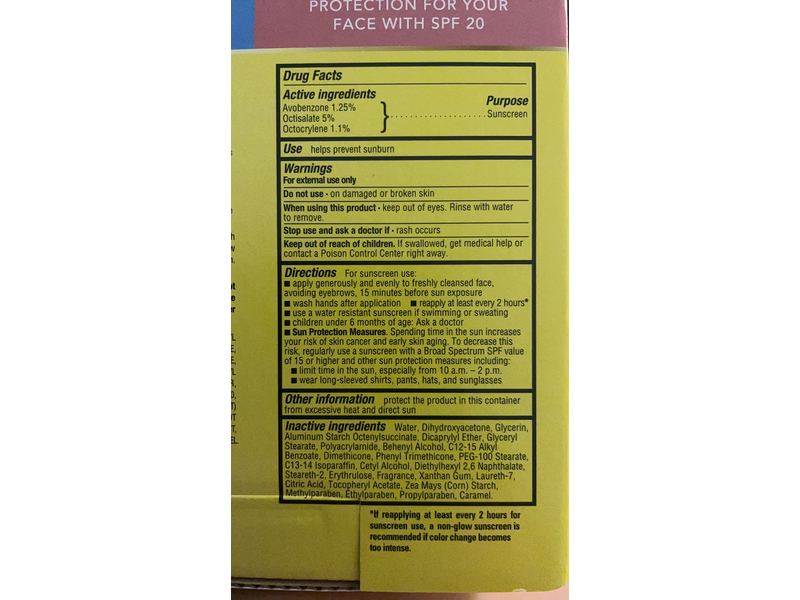 PROTECTION FOR YOUR
FACE WITH SPF 20
Drug Facts
Active ingredients
Purpose
Avobenzone 1.25%
Octisalate 5%
Octocrylene 1.1%
} ..................... Sunscreen
Use helps prevent sunburn
Warnings
For external use only
Do not use • on damaged or broken skin
When using this product • keep out of eyes. Rinse with water
to remove.
Stop use and ask a doctor if • rash occurs
Keep out of reach of children. If swallowed, get medical help or
contact a Poison Control Center right away.
Directions For sunscreen use:
■ apply generously and evenly to freshly cleansed face,
avoiding eyebrows, 15 minutes before sun exposure
■ wash hands after application ■ reapply at least every 2 hours*
■ use a water resistant sunscreen if swimming or sweating
■ children under 6 months of age: Ask a doctor
■ Sun Protection Measures. Spending time in the sun increases
your risk of skin cancer and early skin aging. To decrease this
risk, regularly use a sunscreen with a Broad Spectrum SPF value
of 15 or higher and other sun protection measures including:
■ limit time in the sun, especially from 10 a.m. – 2 p.m.
■ wear long-sleeved shirts, pants, hats, and sunglasses
Other information protect the product in this container
from excessive heat and direct sun
Inactive ingredients Water, Dihydroxyacetone, Glycerin,
Aluminum Starch Octenylsuccinate, Dicaprylyl Ether, Glyceryl
Stearate, Polyacrylamide, Behenyl Alcohol, C12-15 Alkyl
Benzoate, Dimethicone, Phenyl Trimethicone, PEG-100 Stearate,
C13-14 Isoparaffin, Cetyl Alcohol, Diethylhexyl 2,6 Naphthalate,
Steareth-2, Erythrulose, Fragrance, Xanthan Gum, Laureth-7,
Citric Acid, Tocopheryl Acetate, Zea Mays (Corn) Starch,
Methylparaben, Ethylparaben, Propylparaben, Caramel.
*If reapplying at least every 2 hours for
sunscreen use, a non-glow sunscreen is
recommended if color change becomes
too intense.